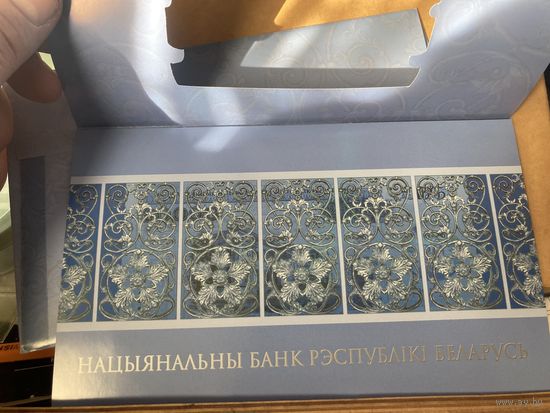 НАЦЫЯНАЛЬНЫ БАНК РЭСПУБЛІКІ БЕЛАРУСЬ